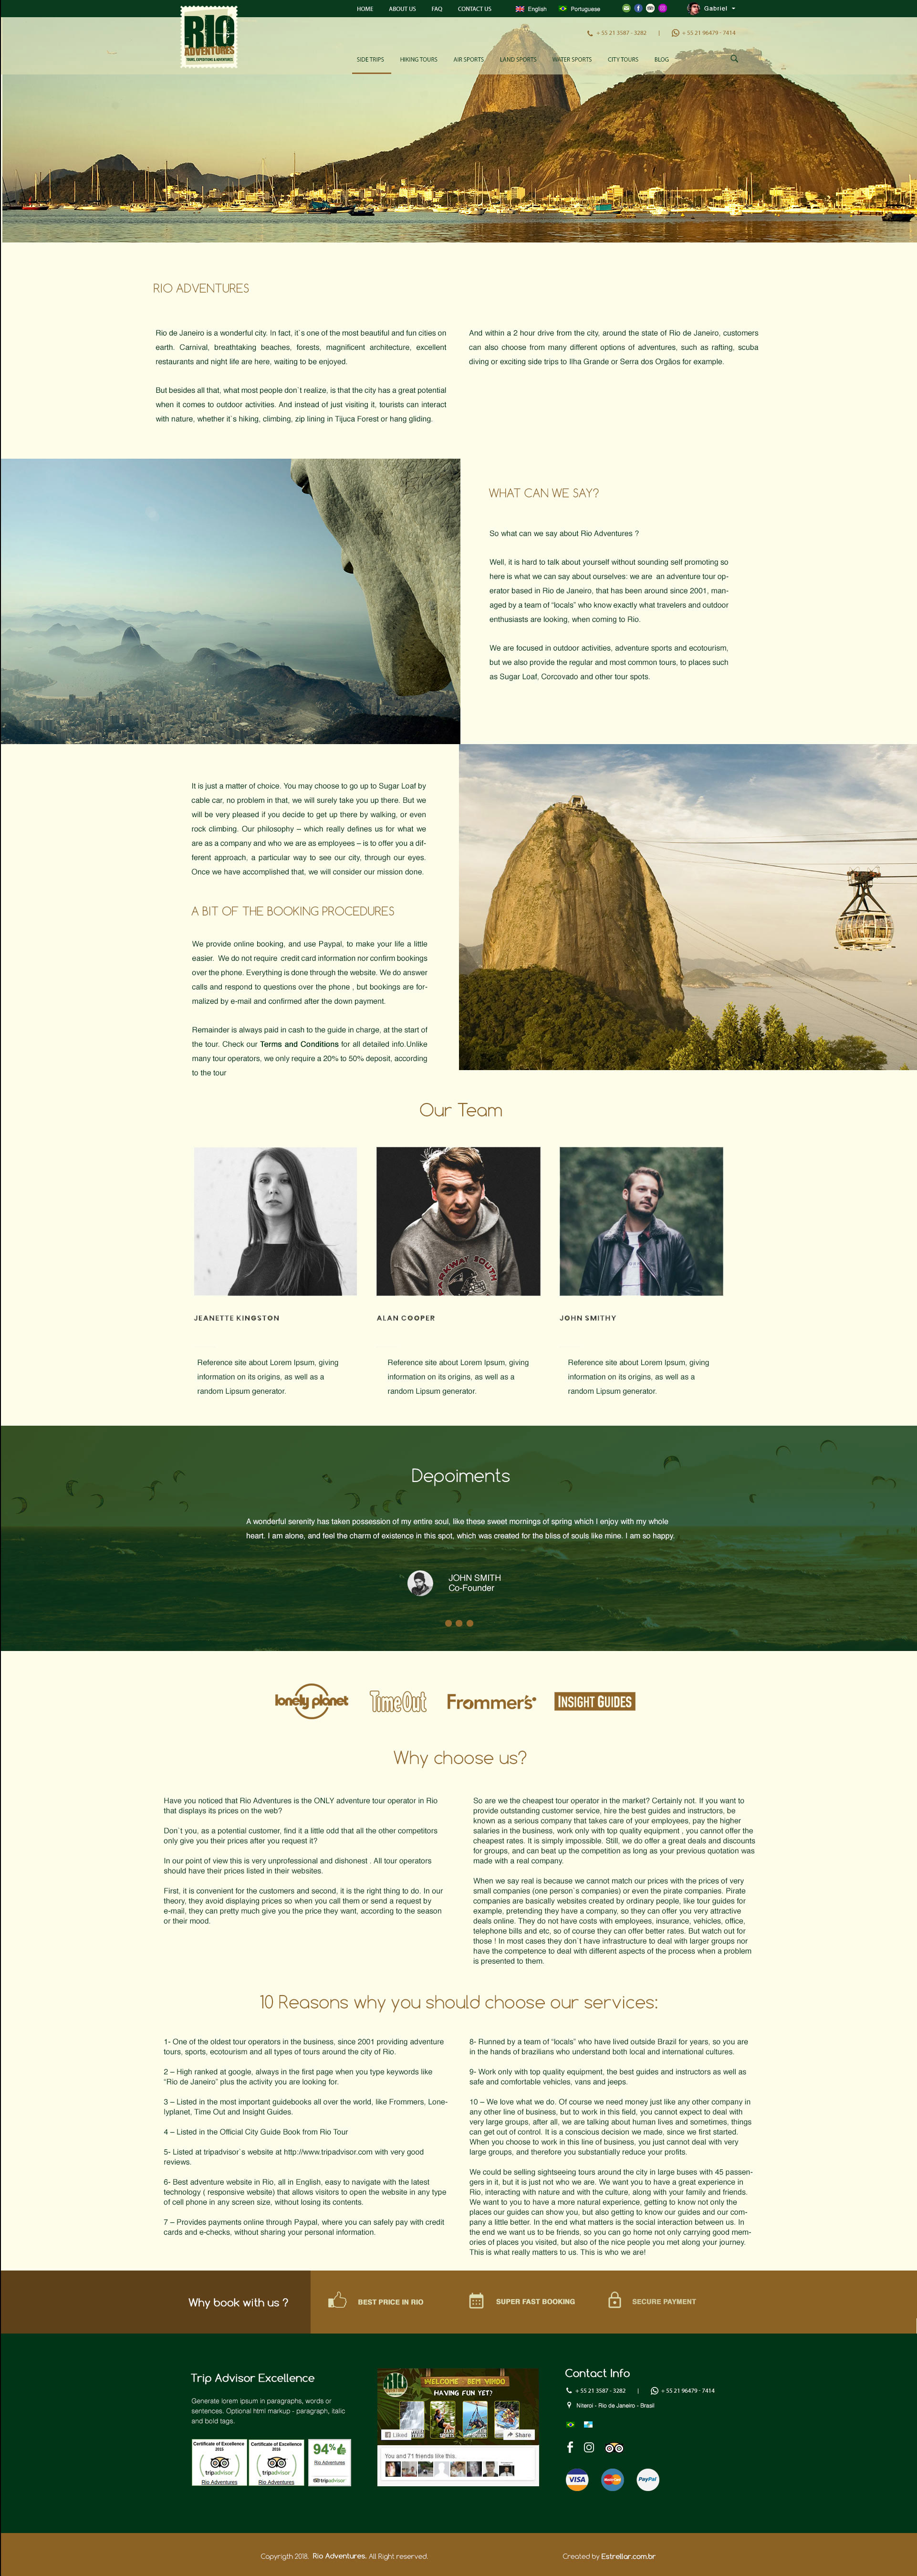 HOME ABOUT US FAQ CONTACT US English Portuguese Gabriel
RIO
ADVENTURES
+ 55 21 3587 - 3282 | + 55 21 96479 - 7414
SIDE TRIPS HIKING TOURS AIR SPORTS LAND SPORTS WATER SPORTS CITY TOURS BLOG
RIO ADVENTURES
Rio de Janeiro is a wonderful city. In fact, it´s one of the most beautiful and fun cities on
earth. Carnival, breathtaking beaches, forests, magnificent architecture, excellent
restaurants and night life are here, waiting to be enjoyed.
But besides all that, what most people don´t realize, is that the city has a great potential
when it comes to outdoor activities. And instead of just visiting it, tourists can interact
with nature, whether it´s hiking, climbing, zip lining in Tijuca Forest or hang gliding.
And within a 2 hour drive from the city, around the state of Rio de Janeiro, customers
can also choose from many different options of adventures, such as rafting, scuba
diving or exciting side trips to Ilha Grande or Serra dos Orgãos for example.
WHAT CAN WE SAY?
So what can we say about Rio Adventures ?
Well, it is hard to talk about yourself without sounding self promoting so
here is what we can say about ourselves: we are an adventure tour op-
erator based in Rio de Janeiro, that has been around since 2001, man-
aged by a team of “locals” who know exactly what travelers and outdoor
enthusiasts are looking, when coming to Rio.
We are focused in outdoor activities, adventure sports and ecotourism,
but we also provide the regular and most common tours, to places such
as Sugar Loaf, Corcovado and other tour spots.
It is just a matter of choice. You may choose to go up to Sugar Loaf by
cable car, no problem in that, we will surely take you up there. But we
will be very pleased if you decide to get up there by walking, or even
rock climbing. Our philosophy – which really defines us for what we
are as a company and who we are as employees – is to offer you a dif-
ferent approach, a particular way to see our city, through our eyes.
Once we have accomplished that, we will consider our mission done.
A BIT OF THE BOOKING PROCEDURES
We provide online booking, and use Paypal, to make your life a little
easier. We do not require credit card information nor confirm bookings
over the phone. Everything is done through the website. We do answer
calls and respond to questions over the phone , but bookings are for-
malized by e-mail and confirmed after the down payment.
Remainder is always paid in cash to the guide in charge, at the start of
the tour. Check our Terms and Conditions for all detailed info.Unlike
many tour operators, we only require a 20% to 50% deposit, according
to the tour
Our Team
PARKWAY SOUTH
JEANETTE KINGSTON
Reference site about Lorem Ipsum, giving
information on its origins, as well as a
random Lipsum generator.
ALAN COOPER
Reference site about Lorem Ipsum, giving
information on its origins, as well as a
random Lipsum generator.
JOHN SMITHY
Reference site about Lorem Ipsum, giving
information on its origins, as well as a
random Lipsum generator.
Depoiments
A wonderful serenity has taken possession of my entire soul, like these sweet mornings of spring which I enjoy with my whole
heart. I am alone, and feel the charm of existence in this spot, which was created for the bliss of souls like mine. I am so happy.
JOHN SMITH
Co-Founder
lonely planet TimeOut Frommer's INSIGHT GUIDES
Why choose us?
Have you noticed that Rio Adventures is the ONLY adventure tour operator in Rio
that displays its prices on the web?
Don´t you, as a potential customer, find it a little odd that all the other competitors
only give you their prices after you request it?
In our point of view this is very unprofessional and dishonest . All tour operators
should have their prices listed in their websites.
First, it is convenient for the customers and second, it is the right thing to do. In our
theory, they avoid displaying prices so when you call them or send a request by
e-mail, they can pretty much give you the price they want, according to the season
or their mood.
So are we the cheapest tour operator in the market? Certainly not. If you want to
provide outstanding customer service, hire the best guides and instructors, be
known as a serious company that takes care of your employees, pay the higher
salaries in the business, work only with top quality equipment , you cannot offer the
cheapest rates. It is simply impossible. Still, we do offer a great deals and discounts
for groups, and can beat up the competition as long as your previous quotation was
made with a real company.
When we say real is because we cannot match our prices with the prices of very
small companies (one person´s companies) or even the pirate companies. Pirate
companies are basically websites created by ordinary people, like tour guides for
example, pretending they have a company, so they can offer you very attractive
deals online. They do not have costs with employees, insurance, vehicles, office,
telephone bills and etc, so of course they can offer better rates. But watch out for
those ! In most cases they don´t have infrastructure to deal with larger groups nor
have the competence to deal with different aspects of the process when a problem
is presented to them.
10 Reasons why you should choose our services:
1- One of the oldest tour operators in the business, since 2001 providing adventure
tours, sports, ecotourism and all types of tours around the city of Rio.
2 – High ranked at google, always in the first page when you type keywords like
“Rio de Janeiro” plus the activity you are looking for.
3 – Listed in the most important guidebooks all over the world, like Frommers, Lone-
lyplanet, Time Out and Insight Guides.
4 – Listed in the Official City Guide Book from Rio Tour
5- Listed at tripadvisor´s website at http://www.tripadvisor.com with very good
reviews.
6- Best adventure website in Rio, all in English, easy to navigate with the latest
technology ( responsive website) that allows visitors to open the website in any type
of cell phone in any screen size, without losing its contents.
7 – Provides payments online through Paypal, where you can safely pay with credit
cards and e-checks, without sharing your personal information.
8- Runned by a team of “locals” who have lived outside Brazil for years, so you are
in the hands of brazilians who understand both local and international cultures.
9- Work only with top quality equipment, the best guides and instructors as well as
safe and comfortable vehicles, vans and jeeps.
10 – We love what we do. Of course we need money just like any other company in
any other line of business, but to work in this field, you cannot expect to deal with
very large groups, after all, we are talking about human lives and sometimes, things
can get out of control. It is a conscious decision we made, since we first started.
When you choose to work in this line of business, you just cannot deal with very
large groups, and therefore you substantially reduce your profits.
We could be selling sightseeing tours around the city in large buses with 45 passen-
gers in it, but it is just not who we are. We want you to have a great experience in
Rio, interacting with nature and with the culture, along with your family and friends.
We want to you to have a more natural experience, getting to know not only the
places our guides can show you, but also getting to know our guides and our com-
pany a little better. In the end what matters is the social interaction between us. In
the end we want us to be friends, so you can go home not only carrying good mem-
ories of places you visited, but also of the nice people you met along your journey.
This is what really matters to us. This is who we are!
Why book with us ?
BEST PRICE IN RIO
SUPER FAST BOOKING
SECURE PAYMENT
Trip Advisor Excellence
Generate lorem ipsum in paragraphs, words or
sentences. Optional html markup - paragraph, italic
and bold tags.
Certificate of Excellence
2015
tripadvisor
Rio Adventures
Certificate of Excellence
2015
tripadvisor
Rio Adventures
94%
Rio Adventures
tripadvisor
RIO
WELCOME - BEM VINDO
HAVING FUN YET?
Liked
Share
You and 71 friends like this.
Contact Info
+ 55 21 3587 - 3282 | + 55 21 96479 - 7414
Niteroi - Rio de Janeiro - Brasil
VISA MasterCard PayPal
Copyrigth 2018. Rio Adventures. All Right reserved.
Created by Estrellar.com.br